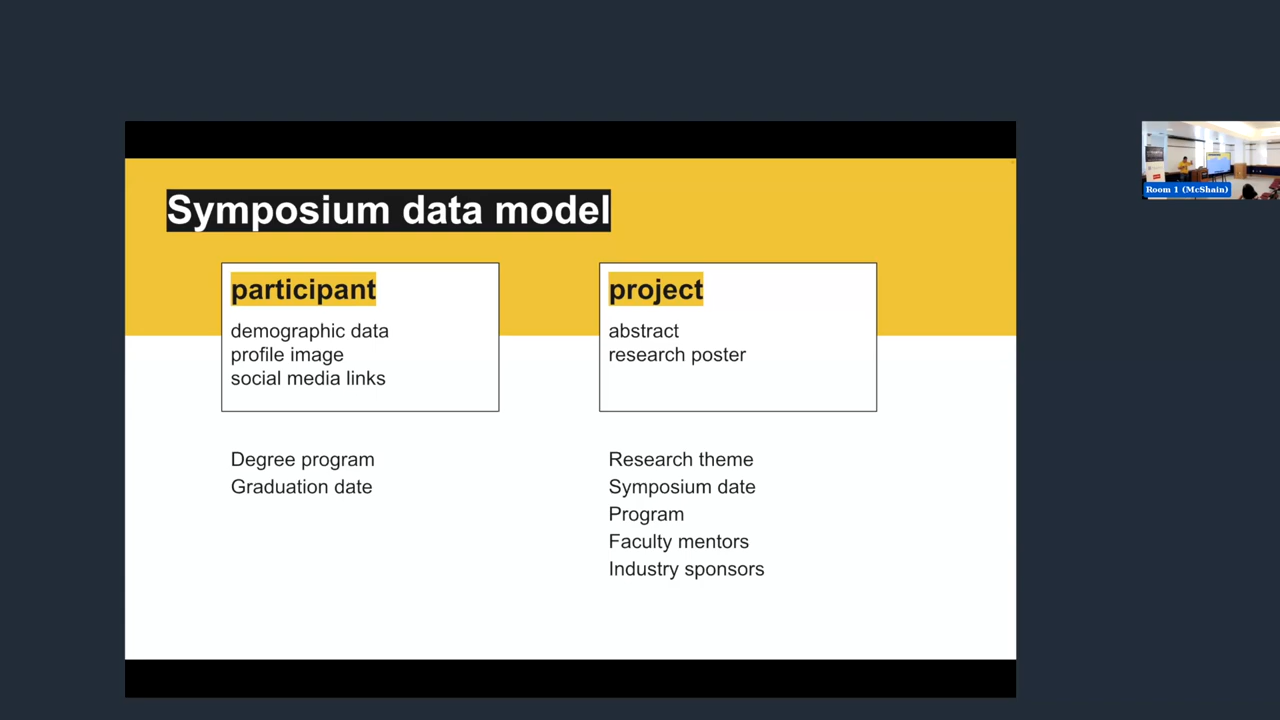 Symposium data model
participant
demographic data
profile image
social media links
Degree program
Graduation date
project
abstract
research poster
Research theme
Symposium date
Program
Faculty mentors
Industry sponsors
Room 1 (McShain)